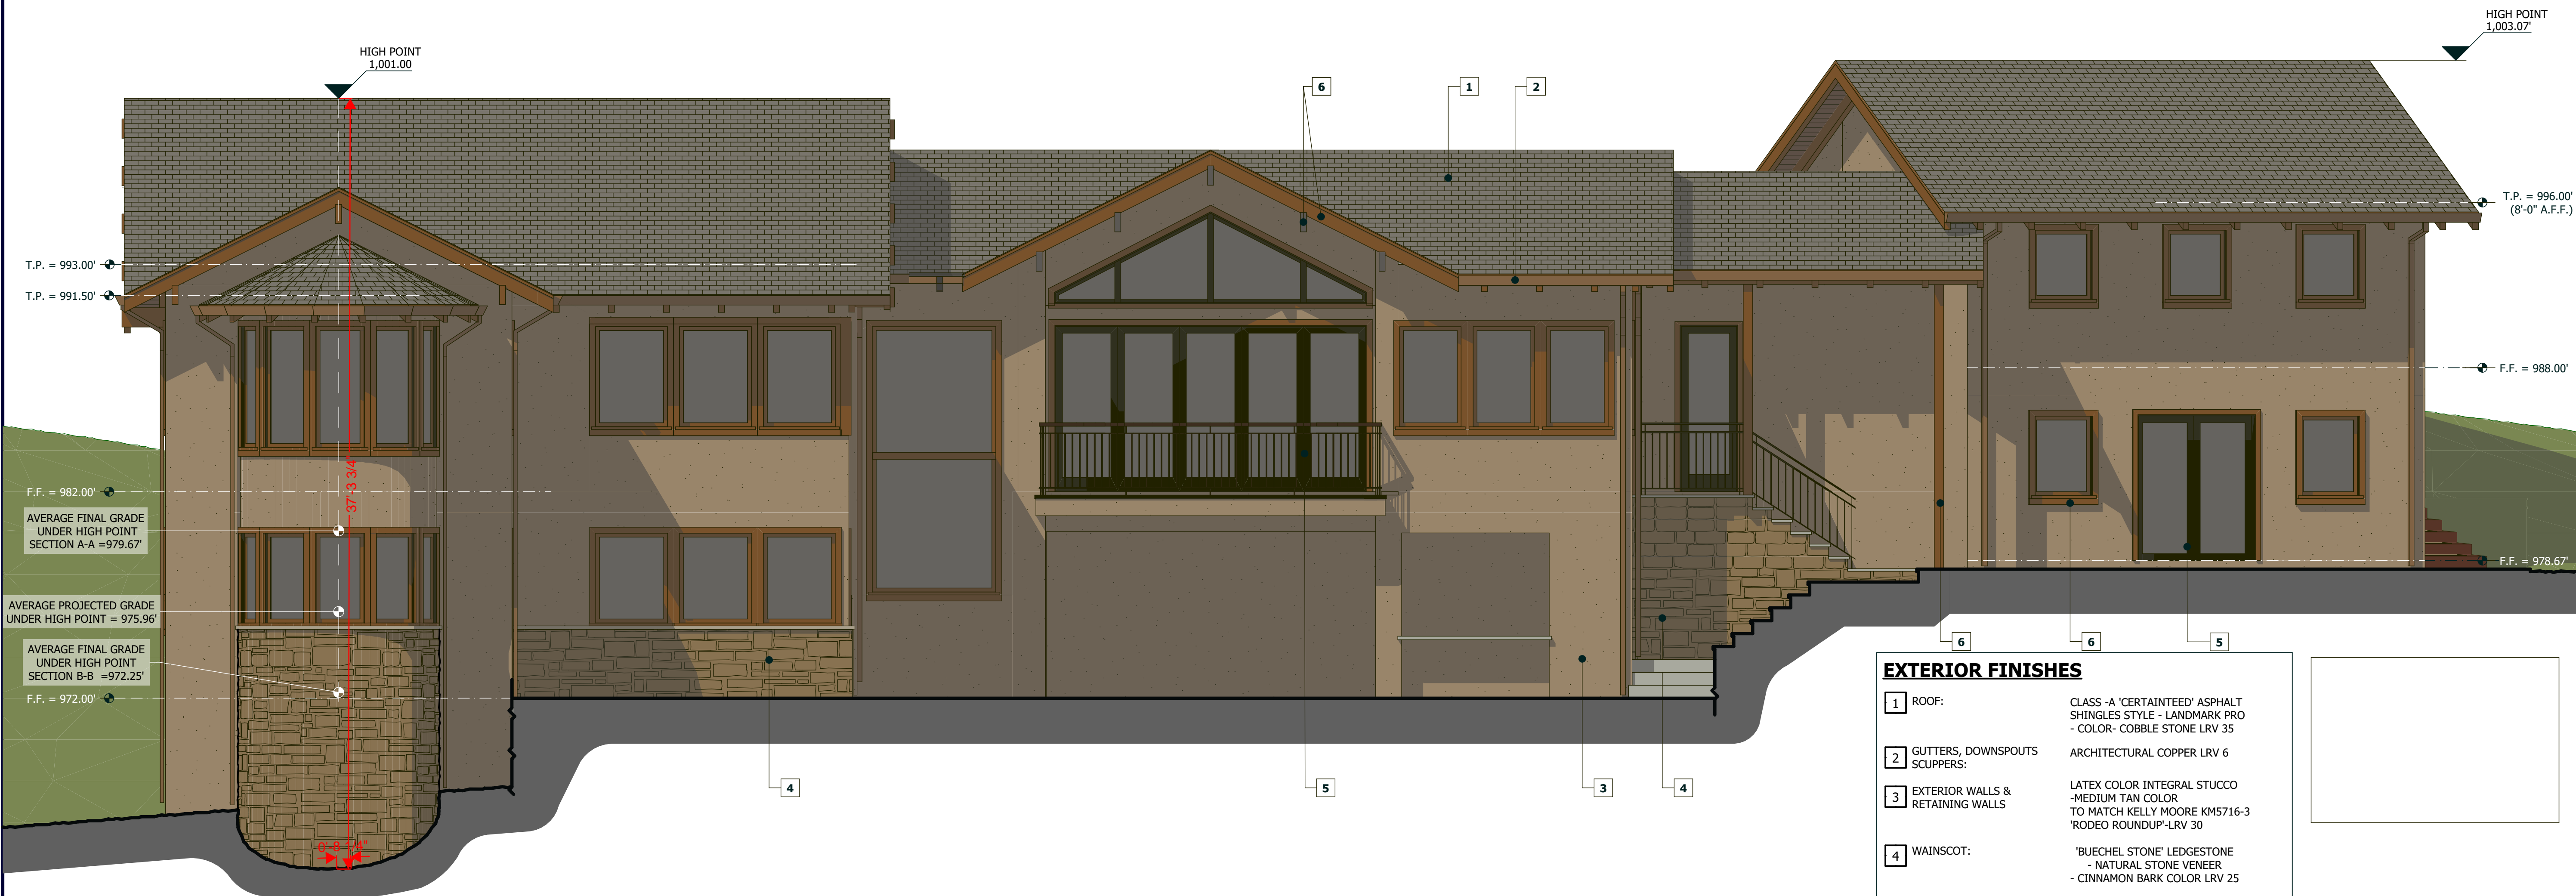 HIGH POINT
1,003.07'
HIGH POINT
1,001.00
6
1
2
T.P. = 996.00'
(8'-0" A.F.F.)
T.P. = 993.00'
T.P. = 991.50'
F.F. = 988.00'
37'-3 3/4"
F.F. = 982.00'
AVERAGE FINAL GRADE
UNDER HIGH POINT
SECTION A-A =979.67'
F.F. = 978.67'
AVERAGE PROJECTED GRADE
UNDER HIGH POINT = 975.96'
AVERAGE FINAL GRADE
UNDER HIGH POINT
SECTION B-B =972.25'
F.F. = 972.00'
6
6
5
4
5
3
4
EXTERIOR FINISHES
1 ROOF: CLASS -A 'CERTAINTEED' ASPHALT
SHINGLES STYLE - LANDMARK PRO
- COLOR- COBBLE STONE LRV 35
2 GUTTERS, DOWNSPOUTS ARCHITECTURAL COPPER LRV 6
SCUPPERS:
3 EXTERIOR WALLS & LATEX COLOR INTEGRAL STUCCO
RETAINING WALLS -MEDIUM TAN COLOR
TO MATCH KELLY MOORE KM5716-3
'RODEO ROUNDUP'-LRV 30
4 WAINSCOT: 'BUECHEL STONE' LEDGESTONE
- NATURAL STONE VENEER
- CINNAMON BARK COLOR LRV 25